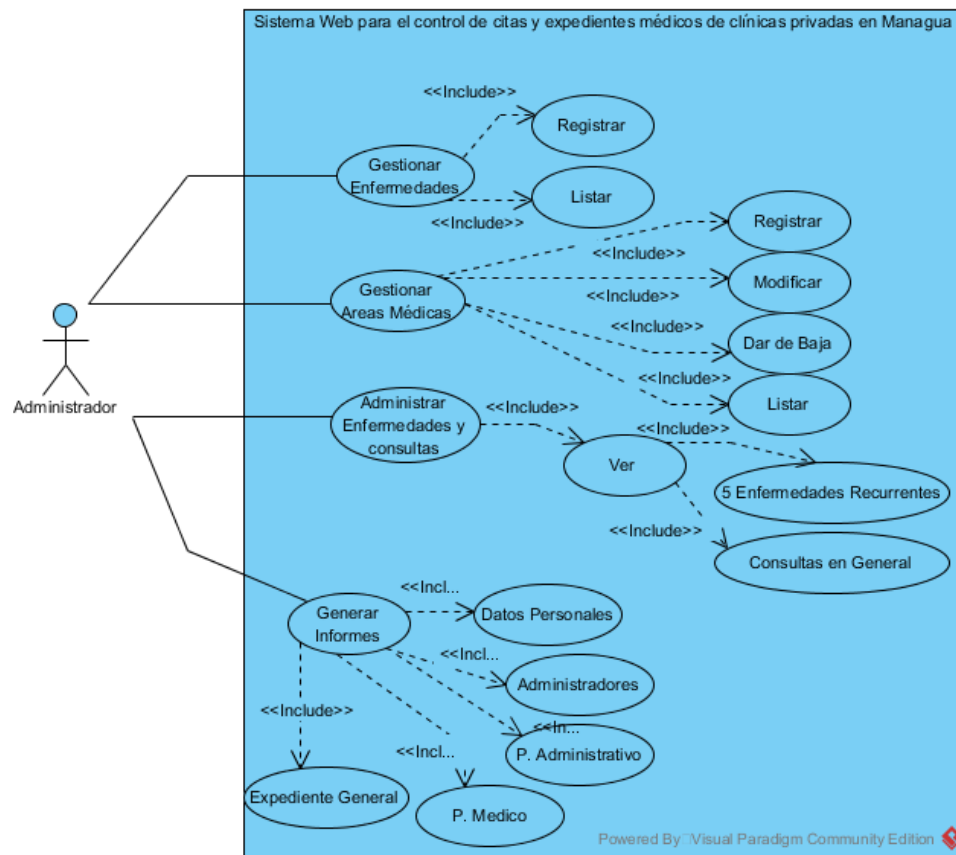 Sistema Web para el control de citas y expedientes médicos de clínicas privadas en Managua
<<Include>>
Registrar
Gestionar
Enfermedades
Listar
<<Include>>
Registrar
<<Include>>
Modificar
Gestionar
Areas Médicas
<<Include>>
<<Include>>
Dar de Baja
<<Include>>
Listar
Administrador
Administrar
Enfermedades y
consultas
<<Include>>
<<Include>>
Ver
5 Enfermedades Recurrentes
<<Include>>
Consultas en General
<<Incl...
Generar
Informes
Datos Personales
<<Incl...
Administradores
<<Include>>
<<In...
P. Administrativo
<<Incl...
Expediente General
P. Medico
Powered By Visual Paradigm Community Edition